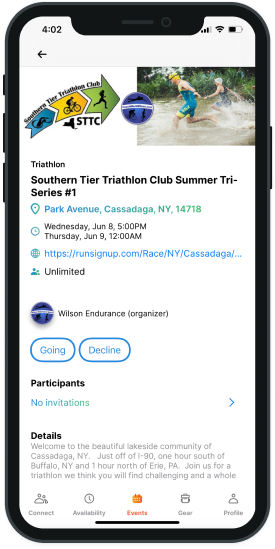 4:02
Southern Tier Triathlon Club
STTC
Triathlon
Southern Tier Triathlon Club Summer Tri-
Series #1
Park Avenue, Cassadaga, NY, 14718
Wednesday, Jun 8, 5:00PM
Thursday, Jun 9, 12:00AM
https://runsignup.com/Race/NY/Cassadaga/...
Unlimited
Wilson Endurance (organizer)
Going
Decline
Participants
No invitations
Details
Welcome to the beautiful lakeside community of
Cassadaga, NY. Just off of I-90, one hour south of
Buffalo, NY and 1 hour north of Erie, PA. Join us for a
triathlon we think you will find challenging and a whole
Connect
Availability
Events
Gear
Profile